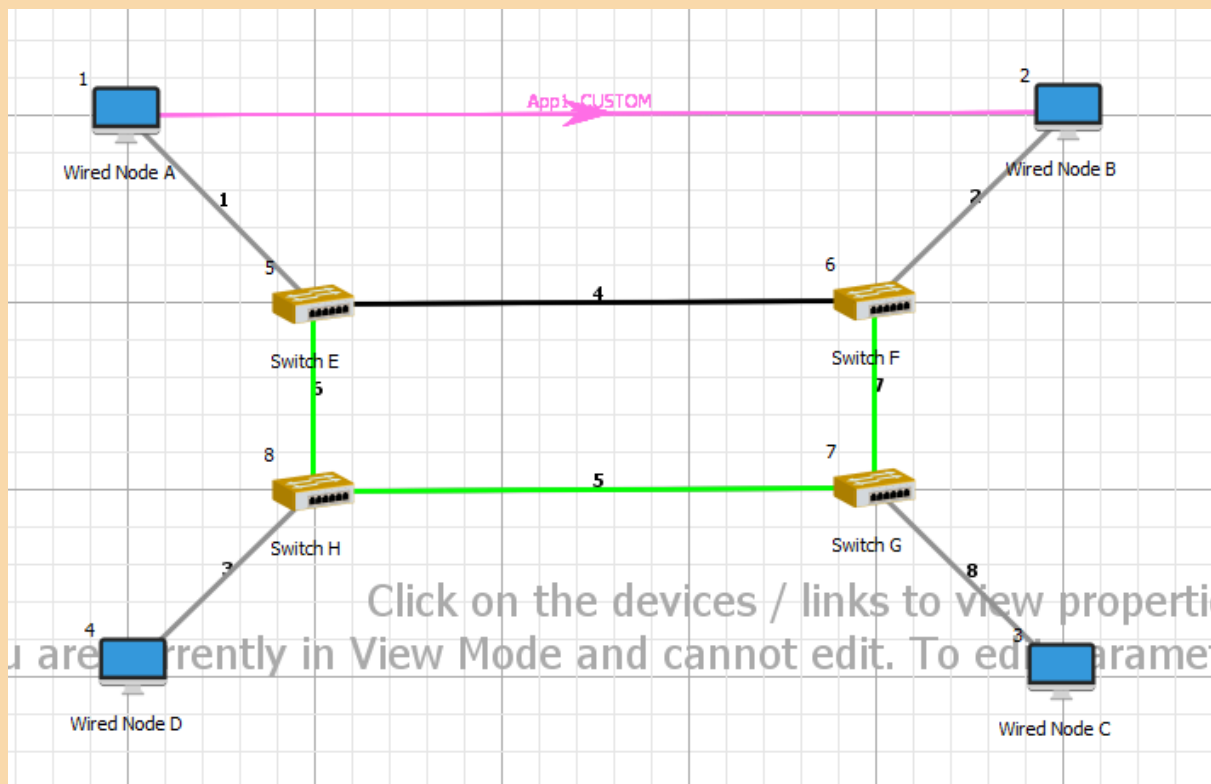 1
2
App1_CUSTOM
Wired Node A
Wired Node B
1
2
5
6
4
Switch E
Switch F
7
8
7
5
Switch H
Switch G
3
8
Click on the devices / links to view properti
4
3
u are rrently in View Mode and cannot edit. To ed aramet
Wired Node D
Wired Node C